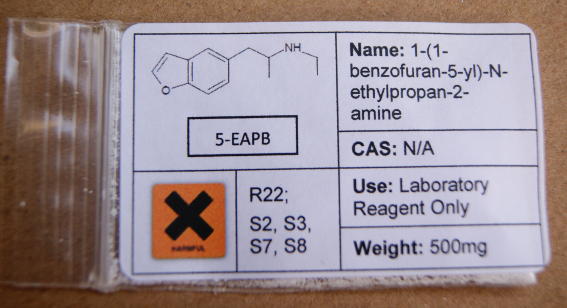 NH
O
5-EAPB
HARMFUL
R22;
S2, S3,
S7, S8
Name: 1-(1-
benzofuran-5-yl)-N-
ethylpropan-2-
amine
CAS: N/A
Use: Laboratory
Reagent Only
Weight: 500mg